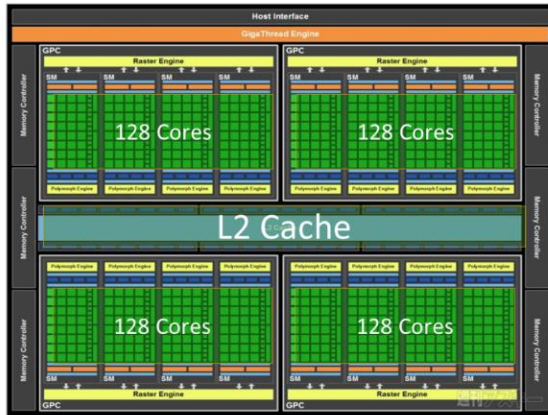 Host Interface
GigaThread Engine
GPC
GPC
Raster Engine
Raster Engine
SM SM SM SM
SM SM SM SM
Memory Controller
Memory Controller
128 Cores
128 Cores
Polymorph Engine Polymorph Engine Polymorph Engine Polymorph Engine
Polymorph Engine Polymorph Engine Polymorph Engine Polymorph Engine
Memory Controller
L2 Cache
Memory Controller
Polymorph Engine Polymorph Engine Polymorph Engine Polymorph Engine
Polymorph Engine Polymorph Engine Polymorph Engine Polymorph Engine
Memory Controller
128 Cores
128 Cores
Memory Controller
SM SM SM SM
SM SM SM SM
Raster Engine
Raster Engine
GPC
GPC